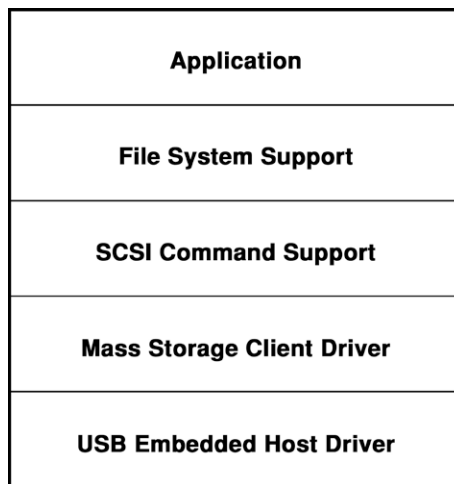 Application
File System Support
SCSI Command Support
Mass Storage Client Driver
USB Embedded Host Driver